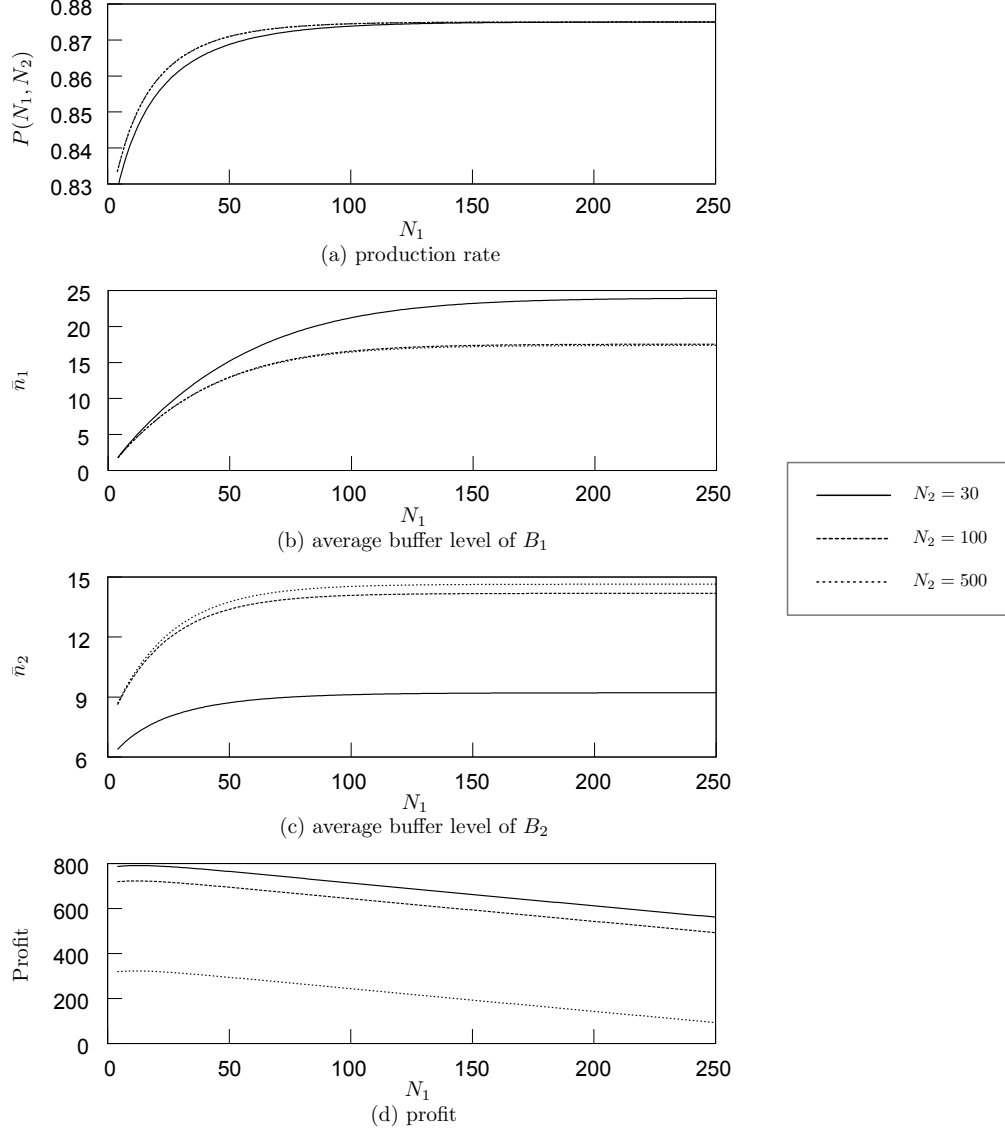 0.88
0.87
0.86
0.85
0.84
0.83
P(N₁, N₂)
0 50 100 150 200 250
N₁
(a) production rate
25
20
15
10
5
0
n̄₁
0 50 100 150 200 250
N₁
(b) average buffer level of B₁
N₂ = 30
N₂ = 100
N₂ = 500
15
12
9
6
n̄₂
0 50 100 150 200 250
N₁
(c) average buffer level of B₂
800
600
400
200
0
Profit
0 50 100 150 200 250
N₁
(d) profit